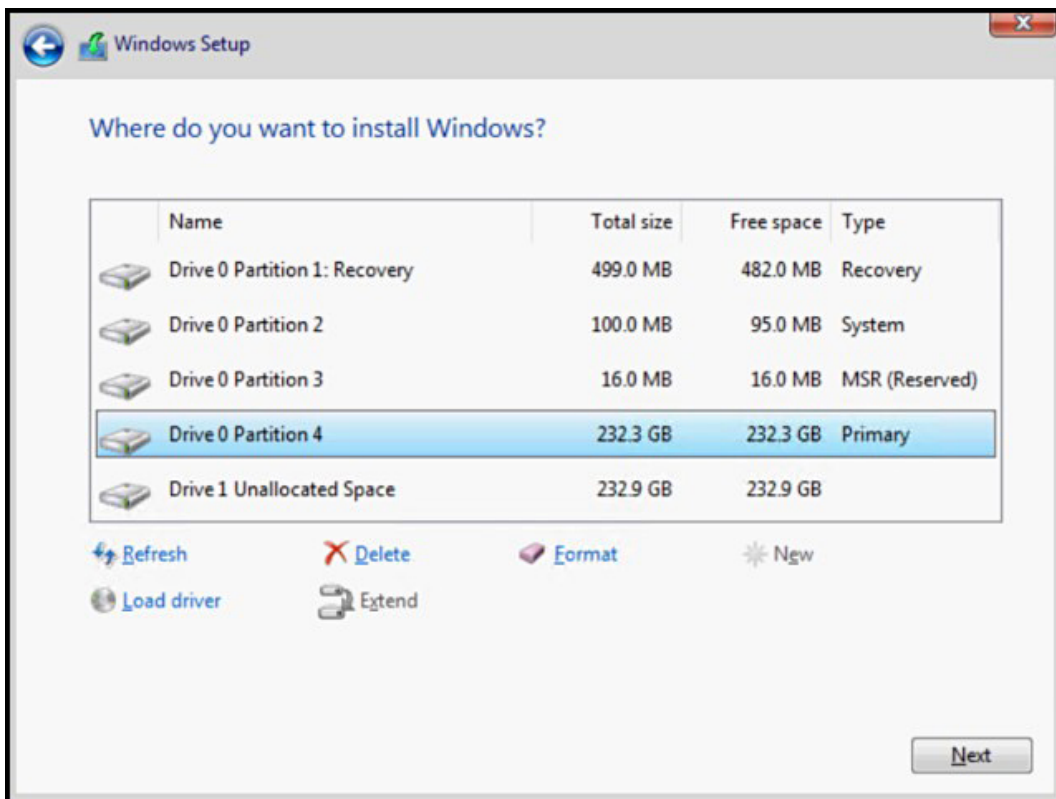 Windows Setup
Where do you want to install Windows?
Name Total size Free space Type
Drive 0 Partition 1: Recovery 499.0 MB 482.0 MB Recovery
Drive 0 Partition 2 100.0 MB 95.0 MB System
Drive 0 Partition 3 16.0 MB 16.0 MB MSR (Reserved)
Drive 0 Partition 4 232.3 GB 232.3 GB Primary
Drive 1 Unallocated Space 232.9 GB 232.9 GB
Refresh Delete Format New
Load driver Extend
Next